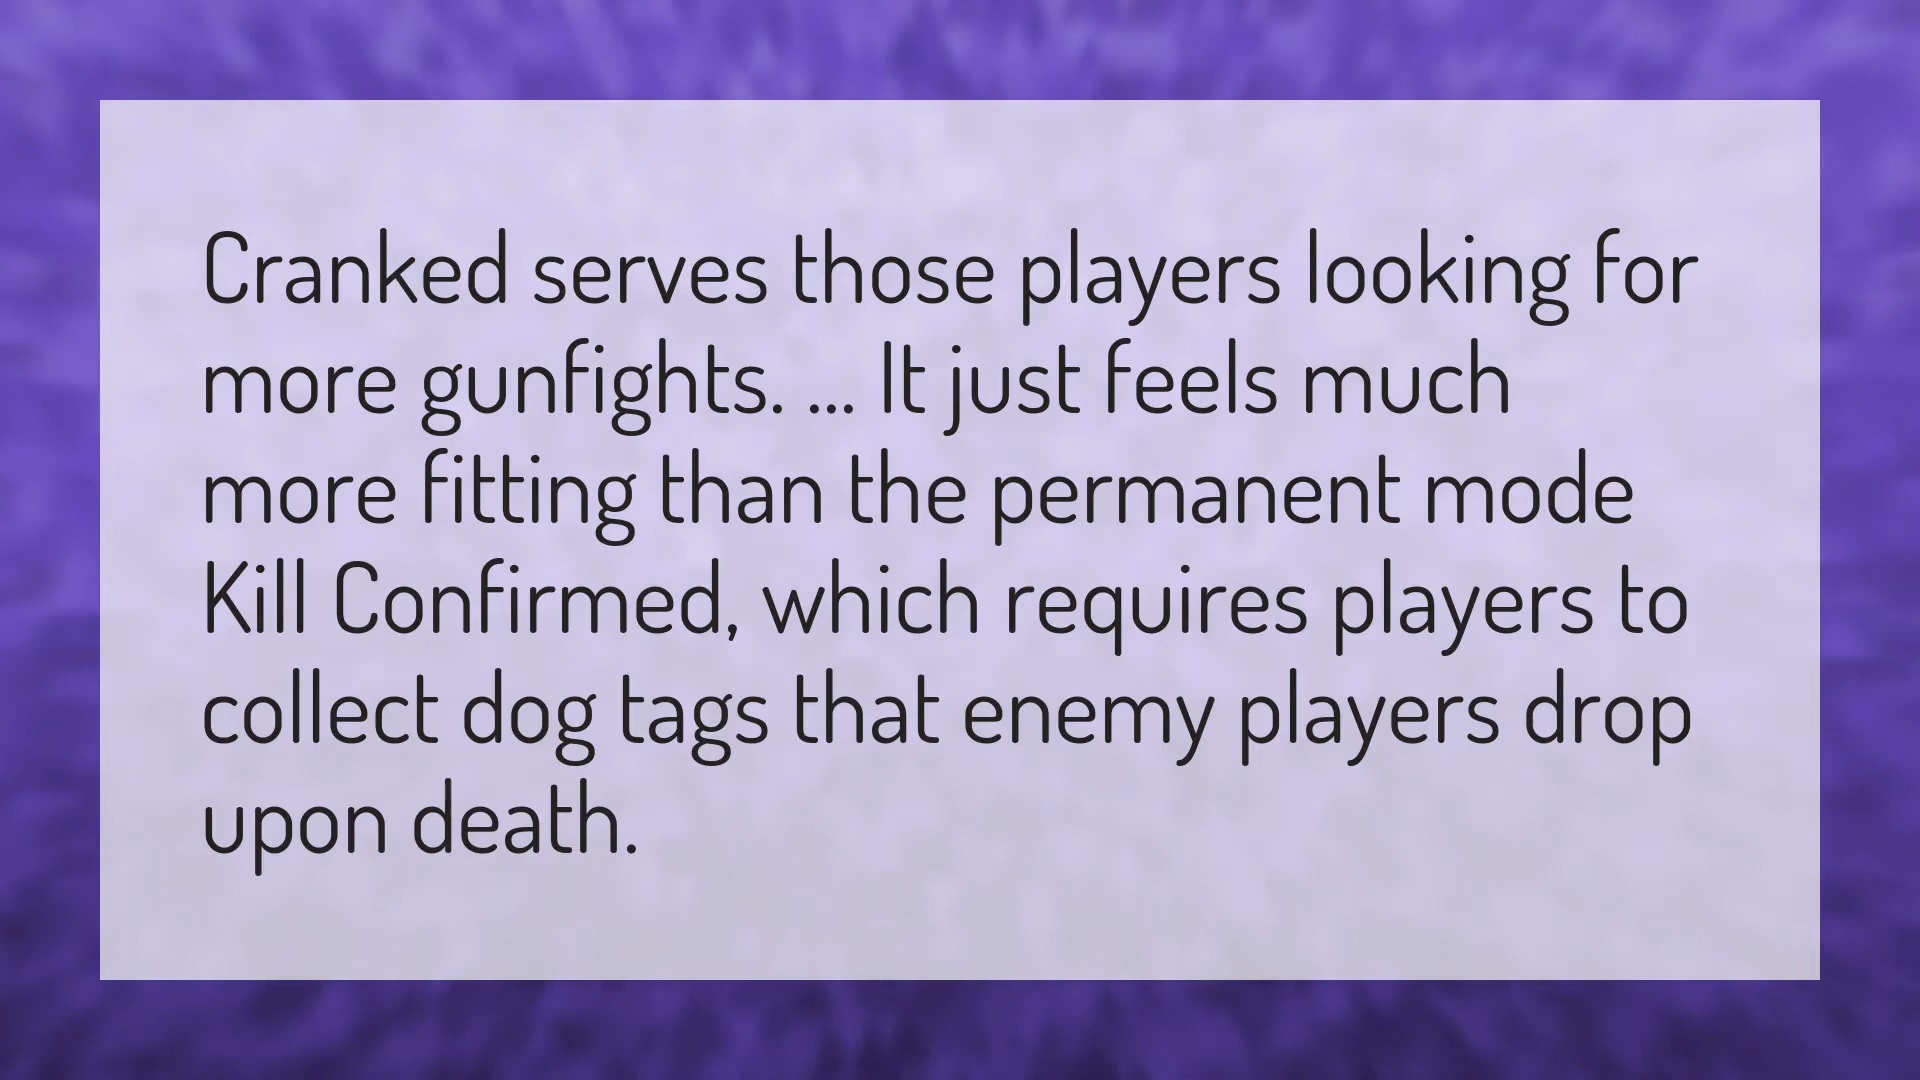 Cranked serves those players looking for
more gunfights. ... It just feels much
more fitting than the permanent mode
Kill Confirmed, which requires players to
collect dog tags that enemy players drop
upon death.